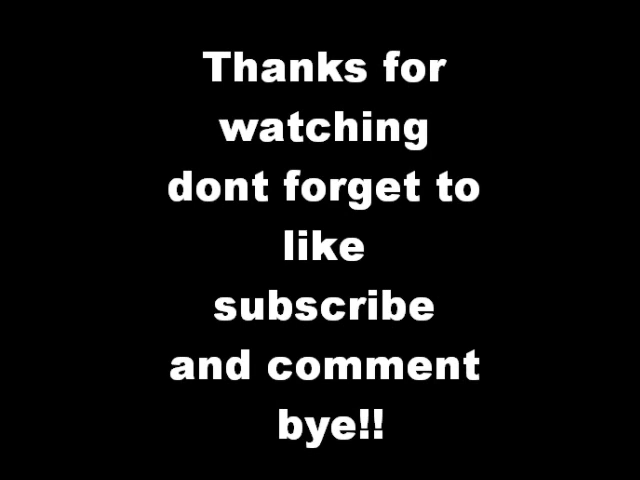 Thanks for
watching
dont forget to
like
subscribe
and comment
bye!!